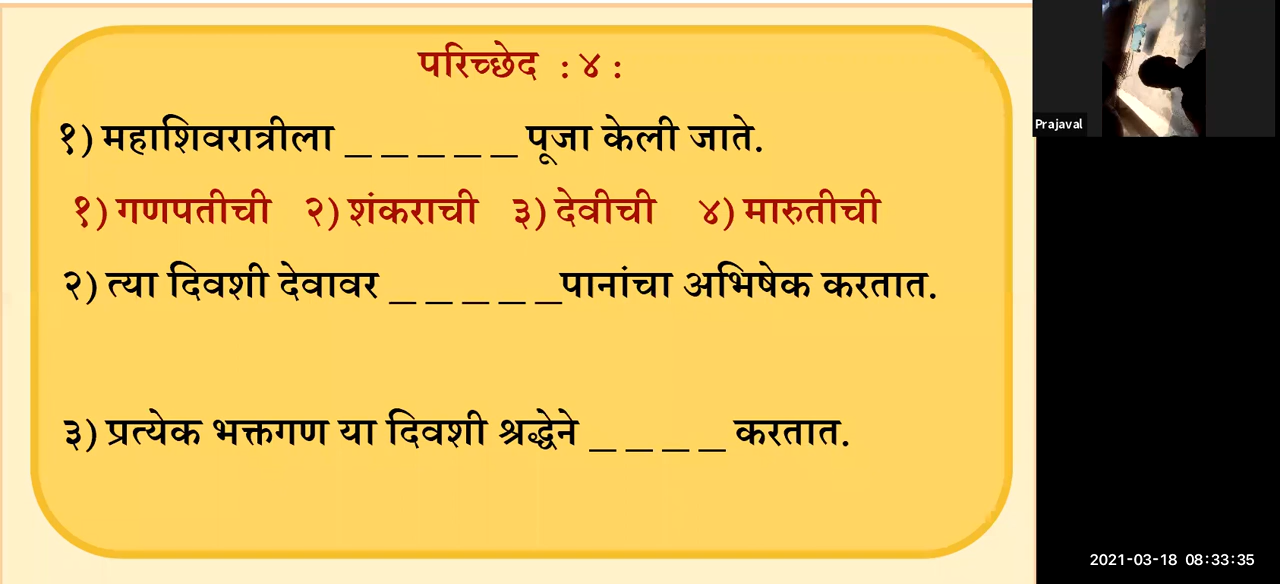 परिच्छेद : ४ :
१) महाशिवरात्रीला _ _ _ _ _ पूजा केली जाते.
१) गणपतीची २) शंकराची ३) देवीची ४) मारुतीची
२) त्या दिवशी देवावर _ _ _ _ _पानांचा अभिषेक करतात.
३) प्रत्येक भक्तगण या दिवशी श्रद्धेने _ _ _ _ करतात.
Prajaval
2021-03-18 08:33:35